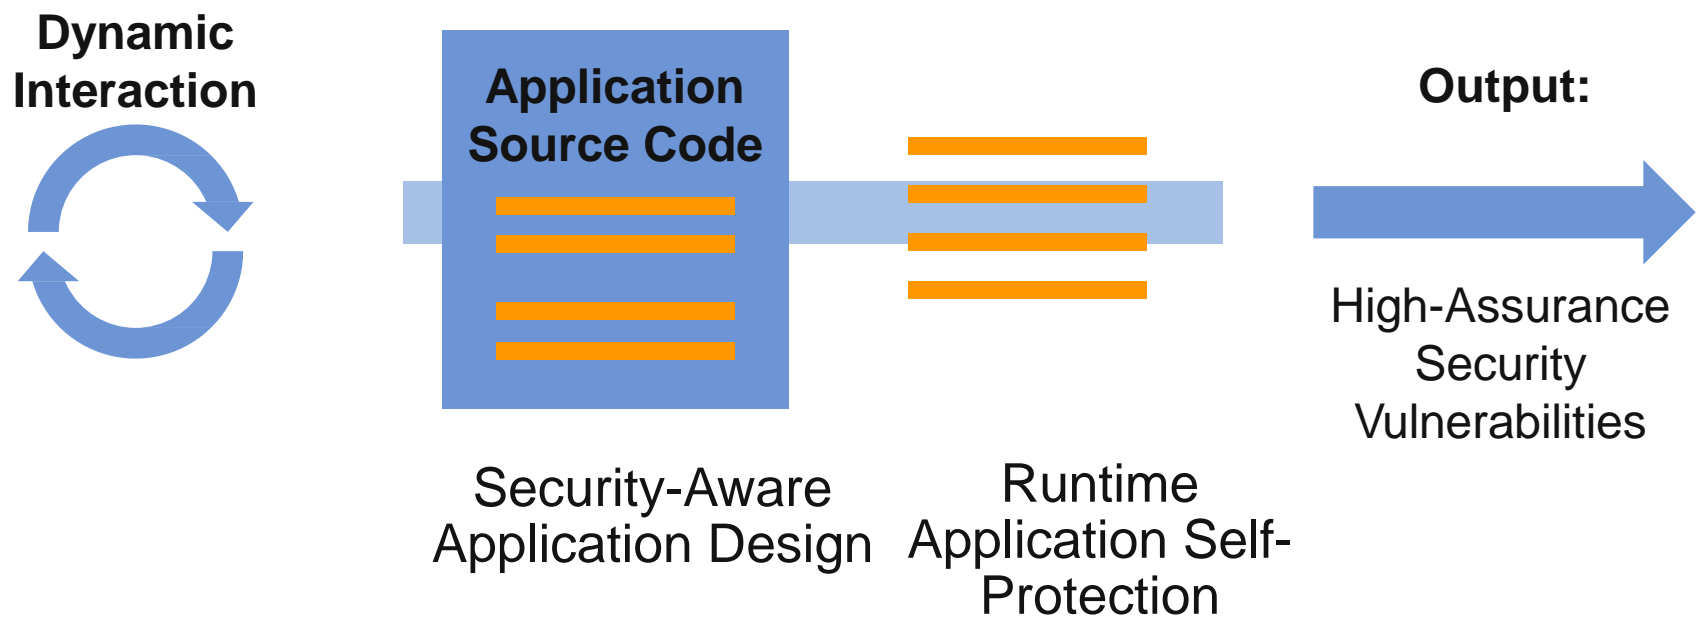 Dynamic
Interaction
Application
Source Code
Output:
High-Assurance
Security
Vulnerabilities
Security-Aware
Application Design
Runtime
Application Self-
Protection